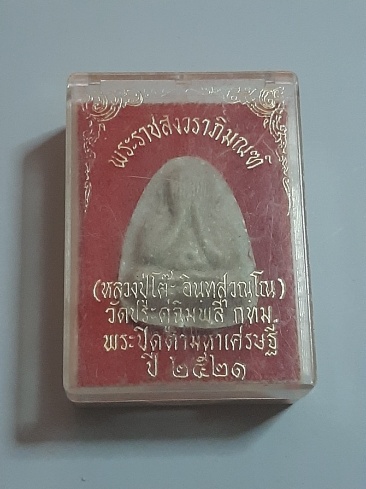 พระราชสังวราภิมณฑ์
(หลวงปู่โต๊ะ อินฺทสุวณฺโณ)
วัดประดู่ฉิมพลี กทม.
พระปิดตามหาเศรษฐี
ปี ๒๕๒๑